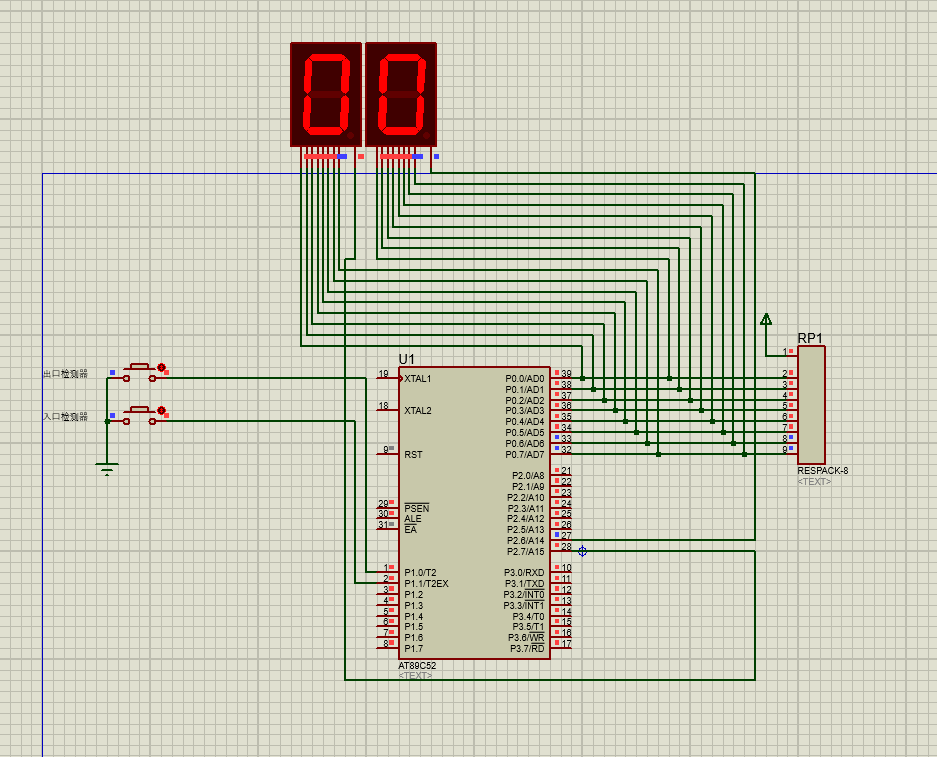 00
RP1
1
2
3
4
5
6
7
8
9
RESPACK-8
<TEXT>
出口检测器
入口检测器
U1
19 XTAL1
18 XTAL2
9 RST
29 PSEN
30 ALE
31 EA
1 P1.0/T2
2 P1.1/T2EX
3 P1.2
4 P1.3
5 P1.4
6 P1.5
7 P1.6
8 P1.7
P0.0/AD0 39
P0.1/AD1 38
P0.2/AD2 37
P0.3/AD3 36
P0.4/AD4 35
P0.5/AD5 34
P0.6/AD6 33
P0.7/AD7 32
P2.0/A8 21
P2.1/A9 22
P2.2/A10 23
P2.3/A11 24
P2.4/A12 25
P2.5/A13 26
P2.6/A14 27
P2.7/A15 28
P3.0/RXD 10
P3.1/TXD 11
P3.2/INT0 12
P3.3/INT1 13
P3.4/T0 14
P3.5/T1 15
P3.6/WR 16
P3.7/RD 17
AT89C52
<TEXT>